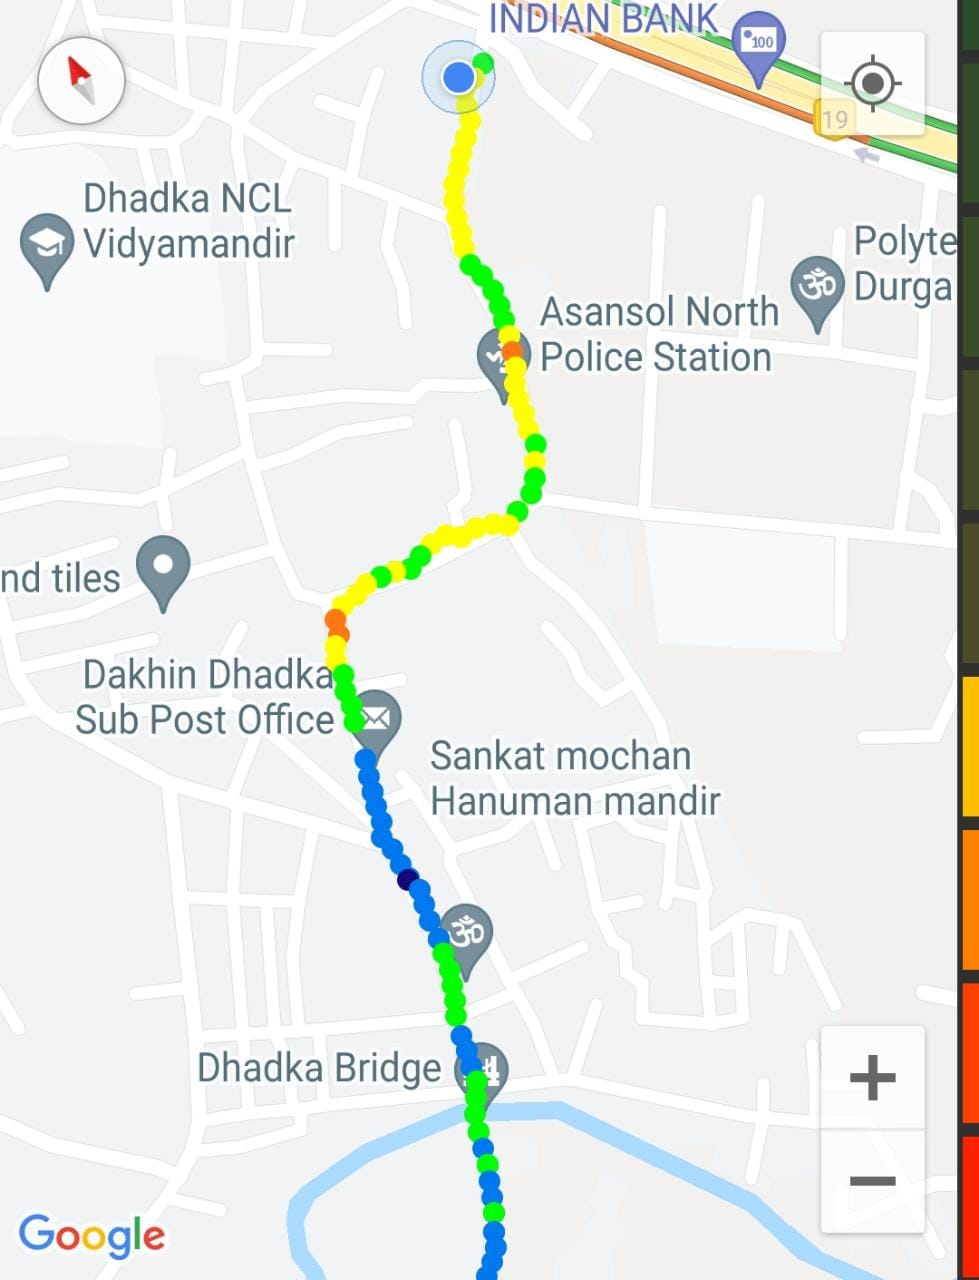 INDIAN BANK
100
19
Dhadka NCL
Vidyamandir
Polyte
Durga
Asansol North
Police Station
nd tiles
Dakhin Dhadka
Sub Post Office
Sankat mochan
Hanuman mandir
ॐ
ॐ
Dhadka Bridge
+
−
Google